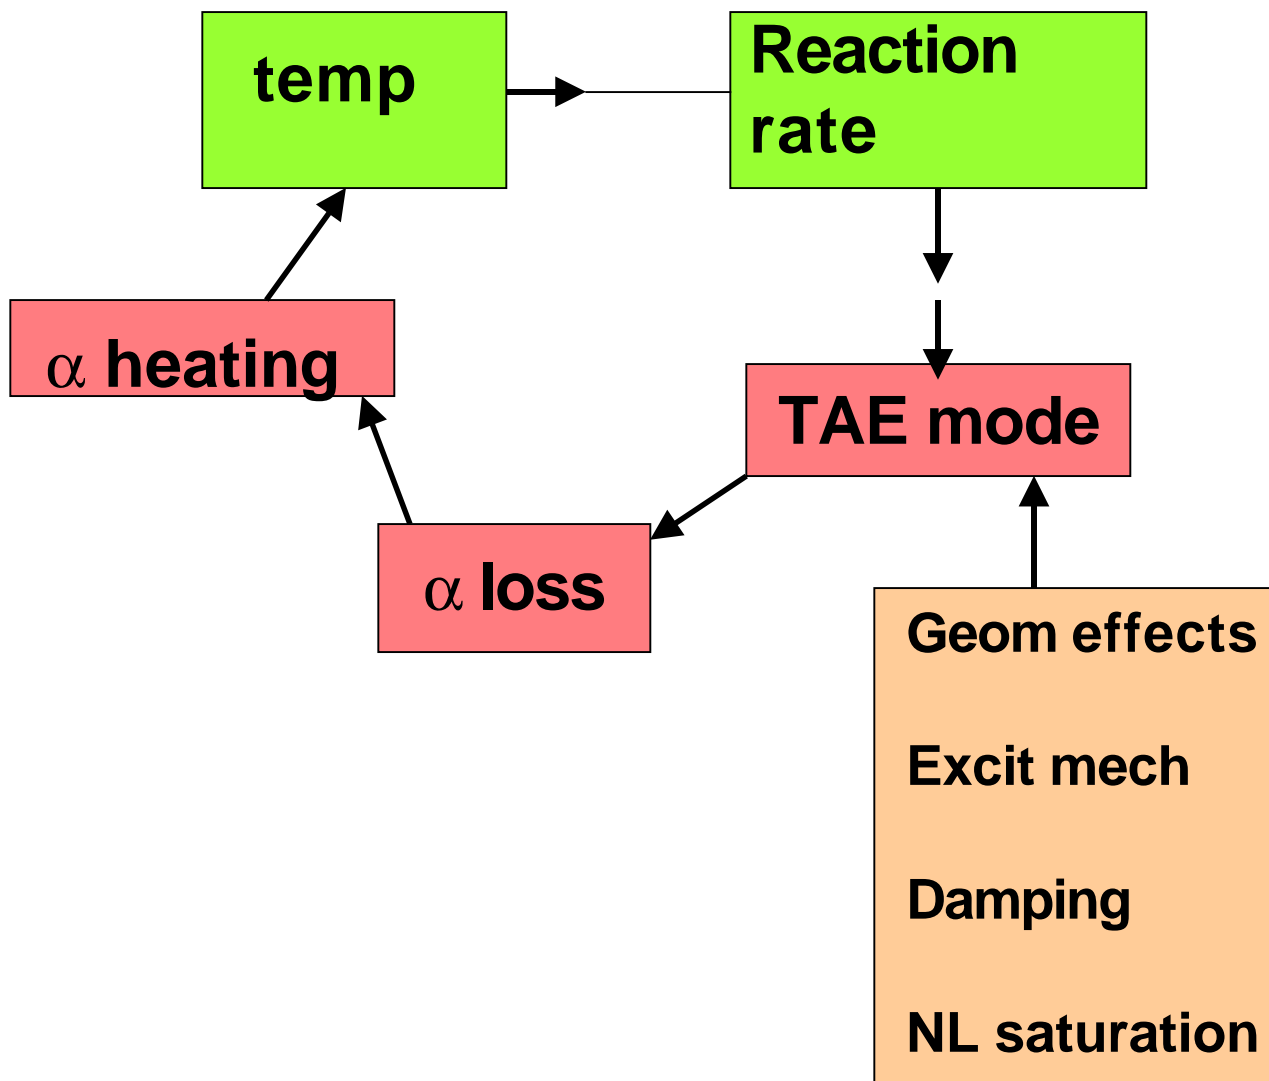 temp
Reaction
rate
α heating
TAE mode
α loss
Geom effects
Excit mech
Damping
NL saturation